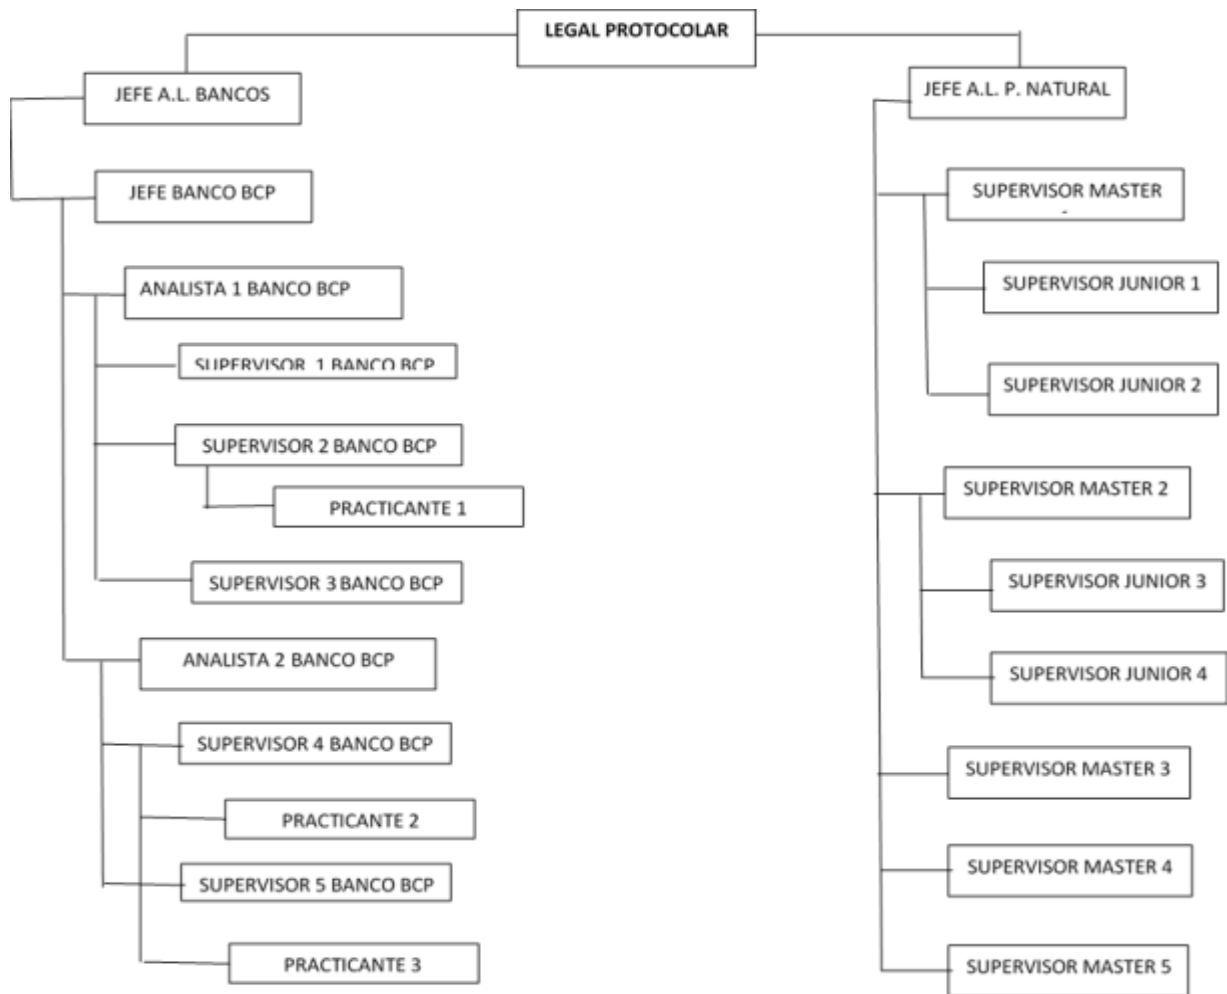 LEGAL PROTOCOLAR
JEFE A.L. BANCOS
JEFE BANCO BCP
ANALISTA 1 BANCO BCP
SUPERVISOR 1 BANCO BCP
SUPERVISOR 2 BANCO BCP
PRACTICANTE 1
SUPERVISOR 3 BANCO BCP
ANALISTA 2 BANCO BCP
SUPERVISOR 4 BANCO BCP
PRACTICANTE 2
SUPERVISOR 5 BANCO BCP
PRACTICANTE 3
JEFE A.L. P. NATURAL
SUPERVISOR MASTER
SUPERVISOR JUNIOR 1
SUPERVISOR JUNIOR 2
SUPERVISOR MASTER 2
SUPERVISOR JUNIOR 3
SUPERVISOR JUNIOR 4
SUPERVISOR MASTER 3
SUPERVISOR MASTER 4
SUPERVISOR MASTER 5